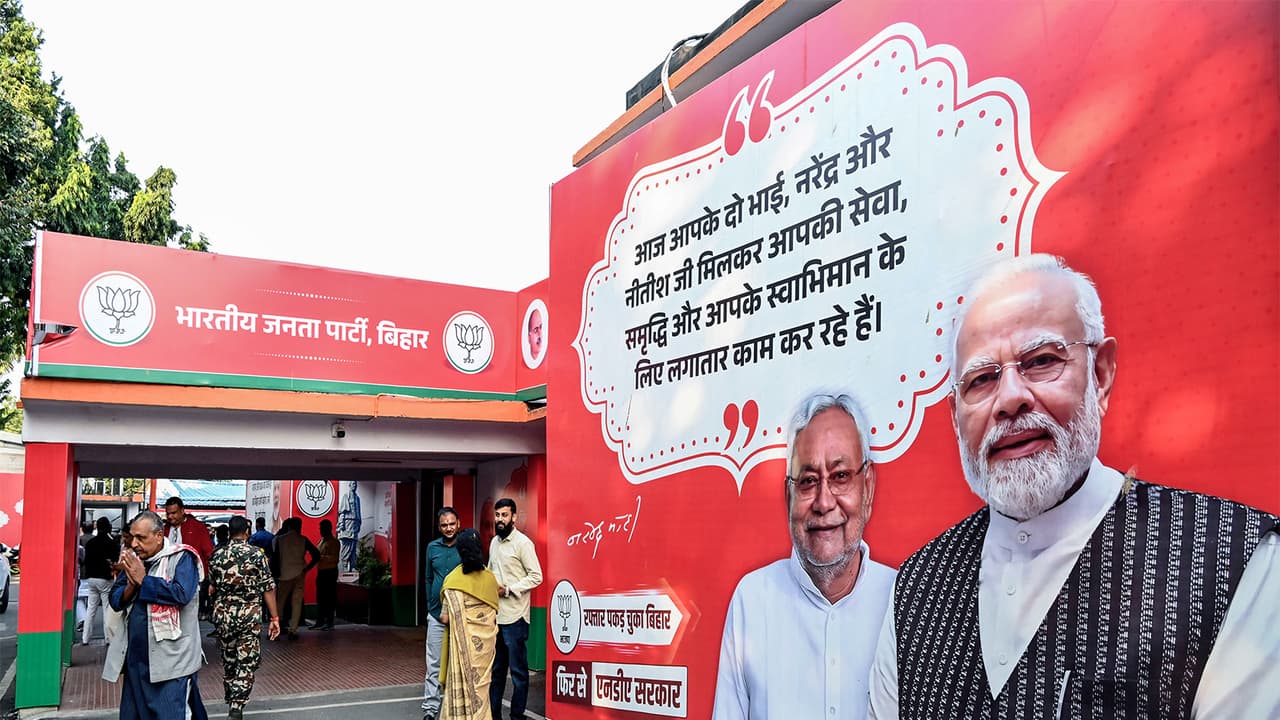 भारतीय जनता पार्टी, बिहार
आज आपके दो भाई, नरेंद्र और
नीतीश जी मिलकर आपकी सेवा,
समृद्धि और आपके स्वाभिमान के
लिए लगातार काम कर रहे हैं।
नरेन्द्र मोदी
भाजपा
रफ्तार पकड़ चुका बिहार
फिर से एनडीए सरकार